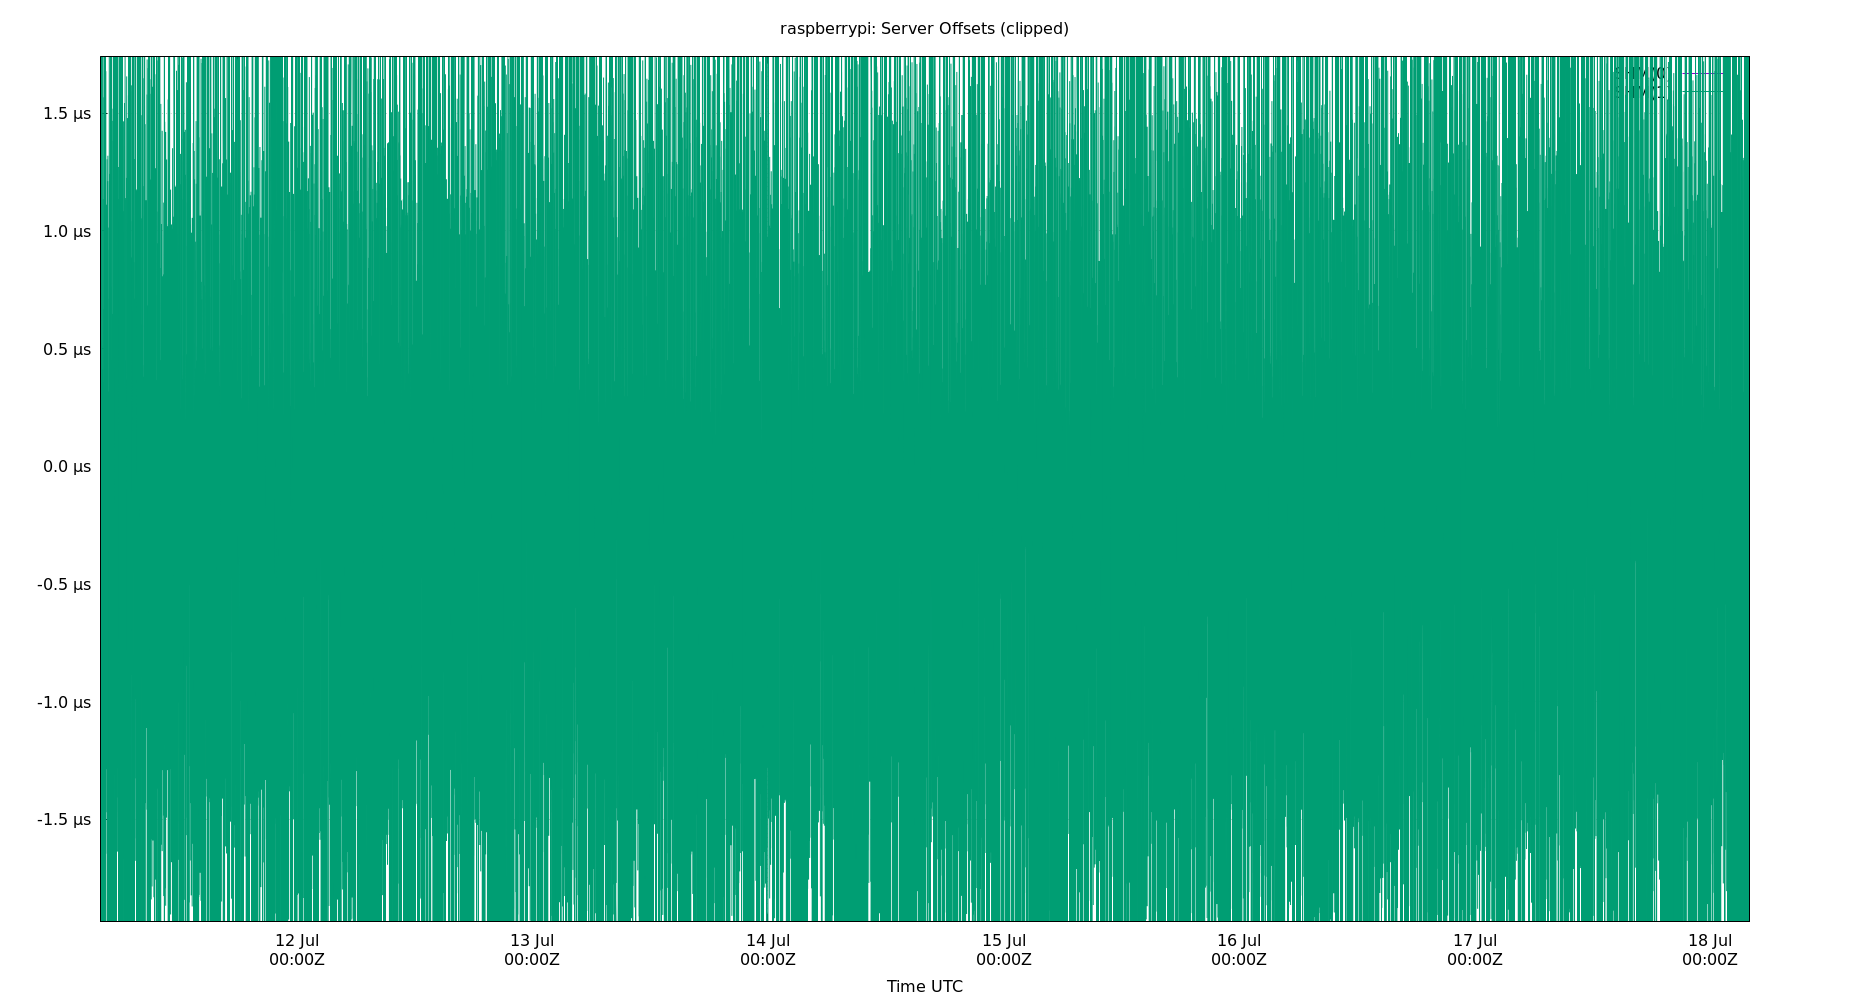 raspberrypi: Server Offsets (clipped)
1.5 µs
1.0 µs
0.5 µs
0.0 µs
-0.5 µs
-1.0 µs
-1.5 µs
12 Jul 13 Jul 14 Jul 15 Jul 16 Jul 17 Jul 18 Jul
00:00Z 00:00Z 00:00Z 00:00Z 00:00Z 00:00Z 00:00Z
Time UTC